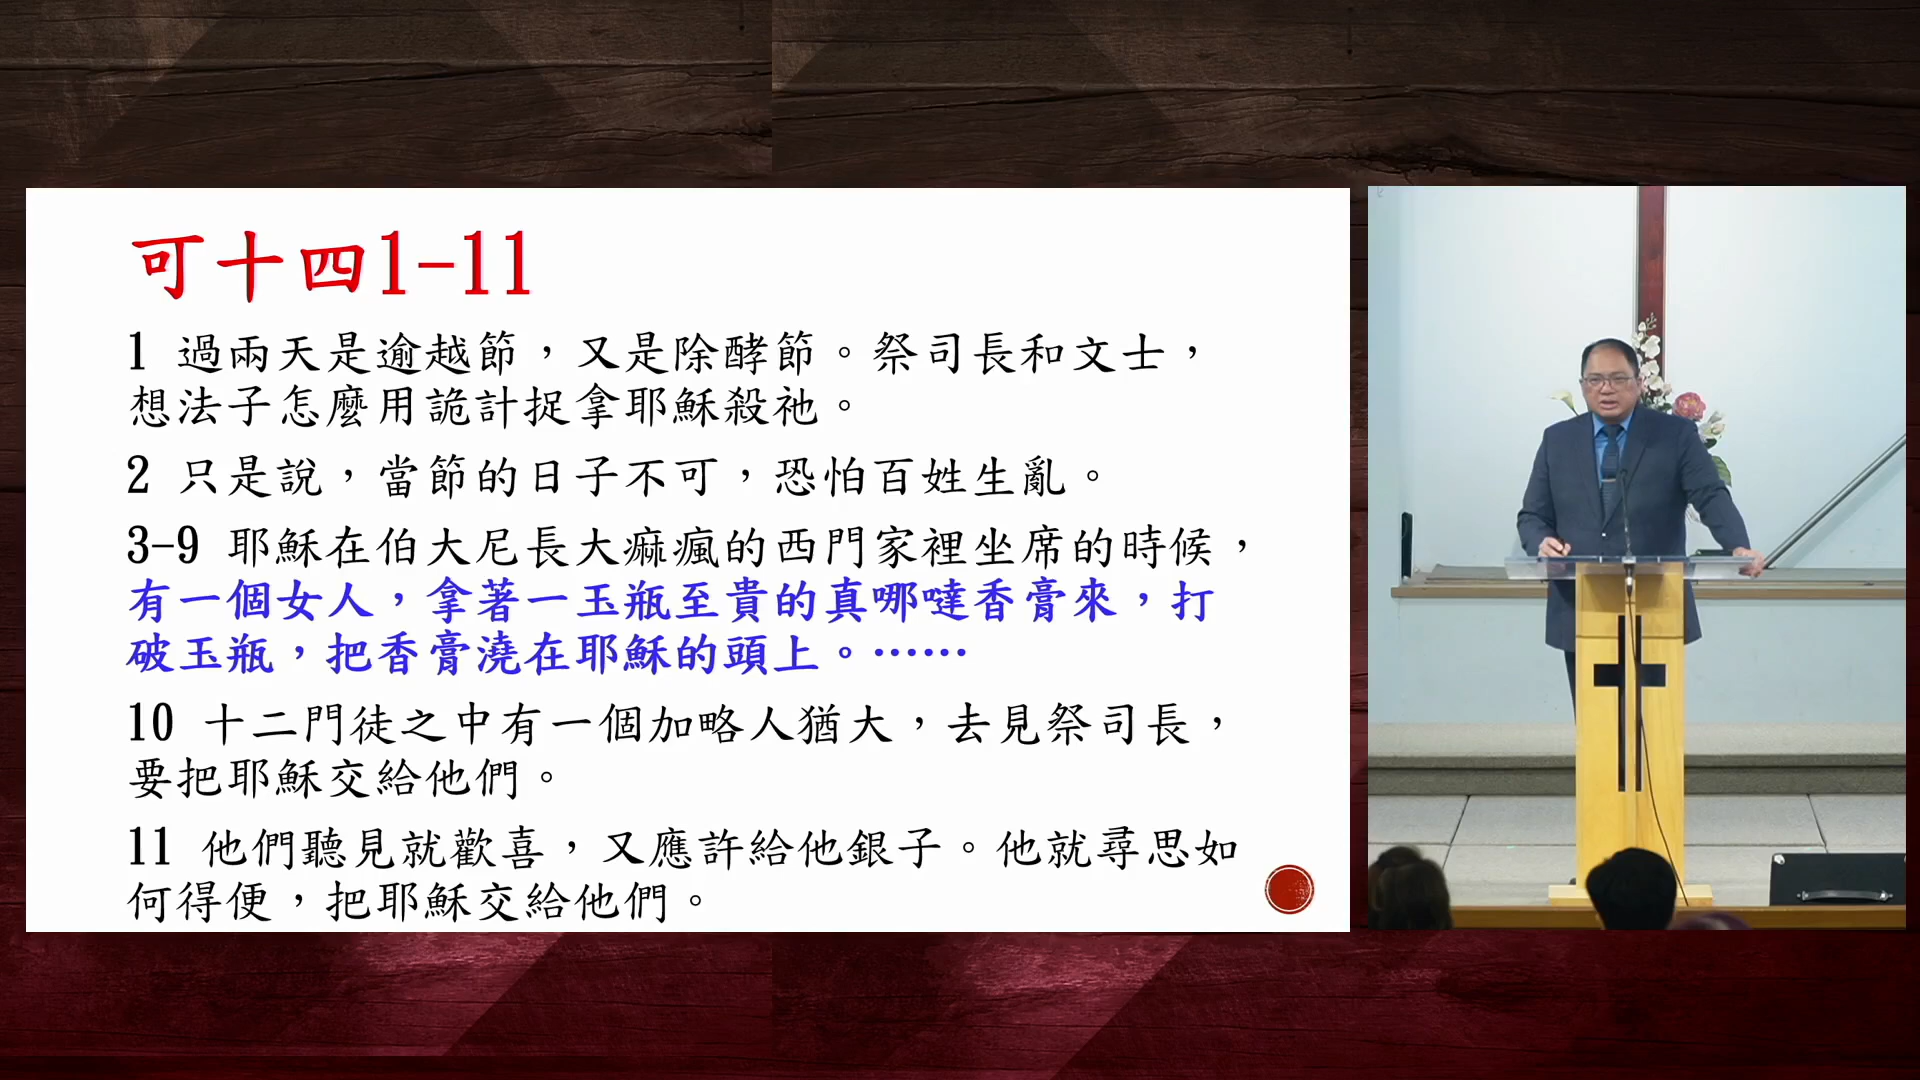 可十四1-11
1 過兩天是逾越節，又是除酵節。祭司長和文士，
想法子怎麼用詭計捉拿耶穌殺祂。
2 只是說，當節的日子不可，恐怕百姓生亂。
3-9 耶穌在伯大尼長大痲瘋的西門家裡坐席的時候，
有一個女人，拿著一玉瓶至貴的真哪噠香膏來，打
破玉瓶，把香膏澆在耶穌的頭上。……
10 十二門徒之中有一個加略人猶大，去見祭司長，
要把耶穌交給他們。
11 他們聽見就歡喜，又應許給他銀子。他就尋思如
何得便，把耶穌交給他們。